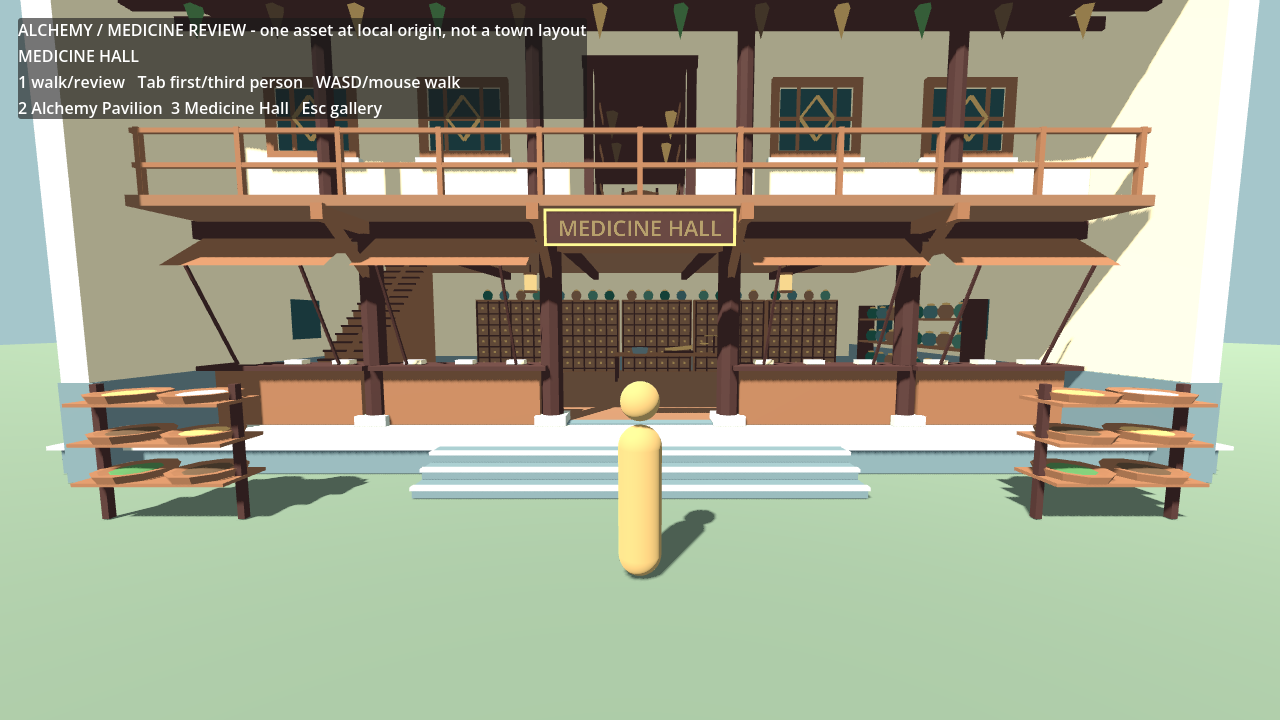 ALCHEMY / MEDICINE REVIEW - one asset at local origin, not a town layout
MEDICINE HALL
1 walk/review   Tab first/third person   WASD/mouse walk
2 Alchemy Pavilion  3 Medicine Hall   Esc gallery
MEDICINE HALL